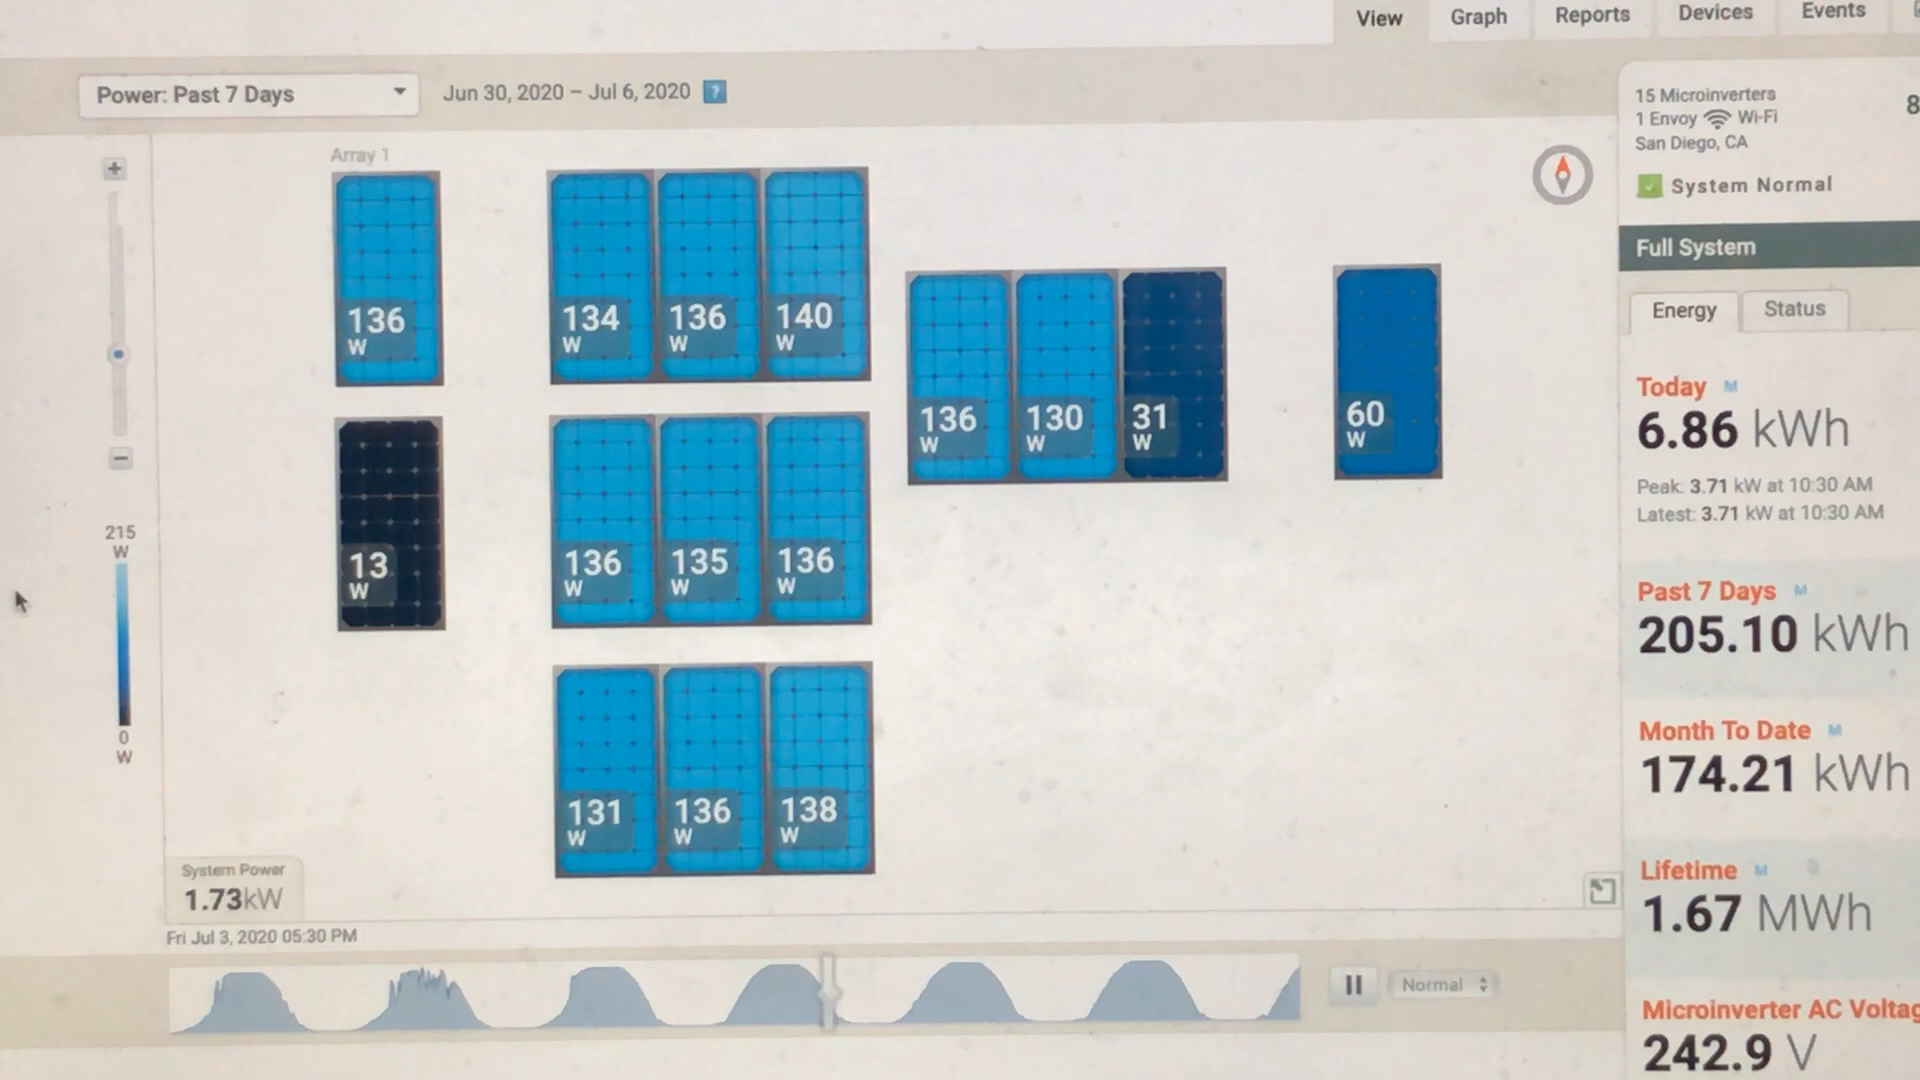 View Graph Reports Devices Events
Power: Past 7 Days
Jun 30, 2020 – Jul 6, 2020 ?
Array 1
136 W
134 W
136 W
140 W
136 W
130 W
31 W
60 W
13 W
136 W
135 W
136 W
131 W
136 W
138 W
+
−
215 W
0 W
System Power
1.73kW
Fri Jul 3, 2020 05:30 PM
Normal
15 Microinverters
8
1 Envoy Wi-Fi
San Diego, CA
System Normal
Full System
Energy Status
Today M
6.86 kWh
Peak: 3.71 kW at 10:30 AM
Latest: 3.71 kW at 10:30 AM
Past 7 Days M
205.10 kWh
Month To Date M
174.21 kWh
Lifetime M
1.67 MWh
Microinverter AC Voltag
242.9 V